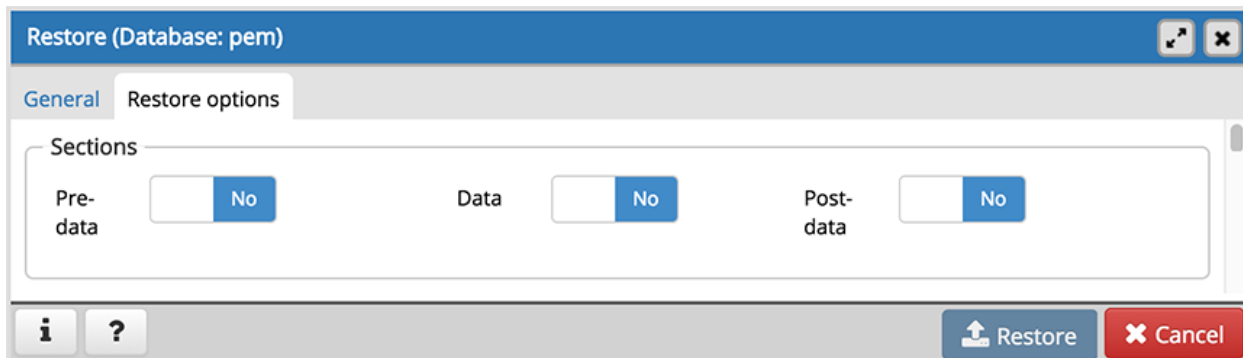 Restore (Database: pem)
General Restore options
Sections
Pre-data No Data No Post-data No
i ? Restore Cancel